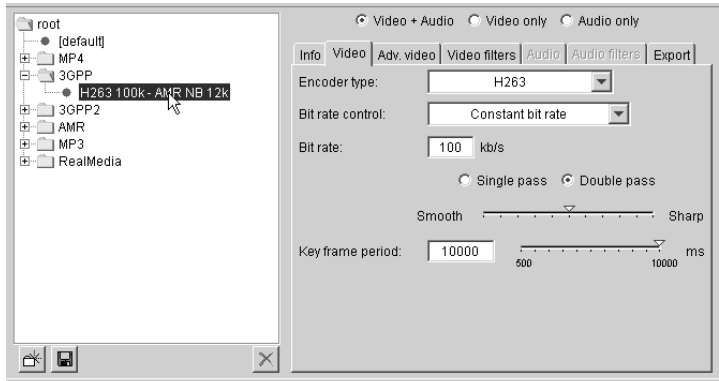 root
[default]
MP4
3GPP
H263 100k - AMR NB 12k
3GPP2
AMR
MP3
RealMedia
Video + Audio Video only Audio only
Info Video Adv. video Video filters Audio Audio filters Export
Encoder type: H263
Bit rate control: Constant bit rate
Bit rate: 100 kb/s
Single pass Double pass
Smooth Sharp
Key frame period: 10000 ms
500 10000